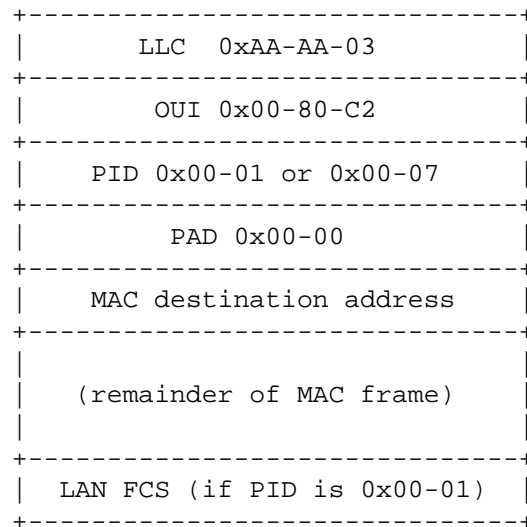 LLC 0xAA-AA-03
OUI 0x00-80-C2
PID 0x00-01 or 0x00-07
PAD 0x00-00
MAC destination address
(remainder of MAC frame)
LAN FCS (if PID is 0x00-01)